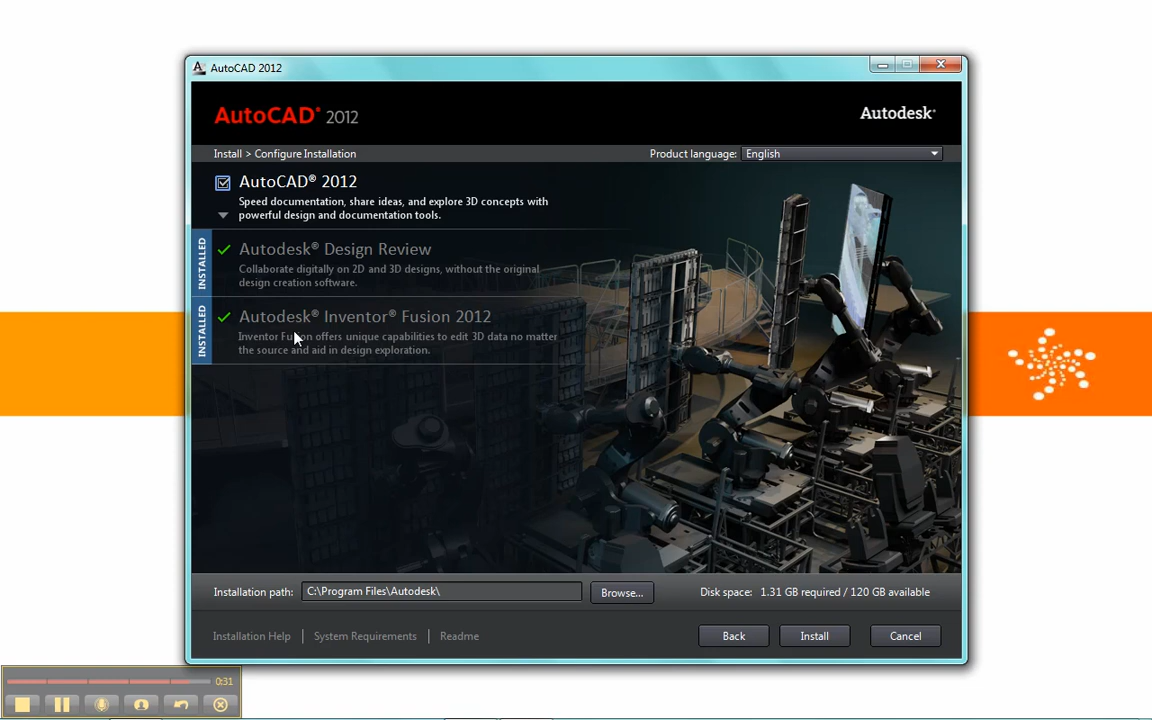 AutoCAD 2012
AutoCAD® 2012
Autodesk®
Install > Configure Installation
Product language: English
AutoCAD® 2012
Speed documentation, share ideas, and explore 3D concepts with
powerful design and documentation tools.
INSTALLED
Autodesk® Design Review
Collaborate digitally on 2D and 3D designs, without the original
design creation software.
INSTALLED
Autodesk® Inventor® Fusion 2012
Inventor Fusion offers unique capabilities to edit 3D data no matter
the source and aid in design exploration.
Installation path: C:\Program Files\Autodesk\ Browse... Disk space: 1.31 GB required / 120 GB available
Installation Help | System Requirements | Readme Back Install Cancel
0:31